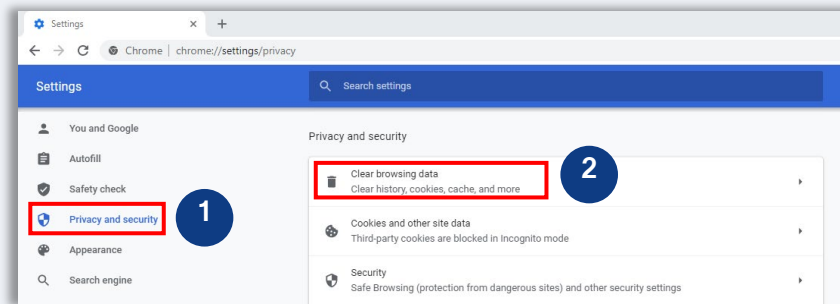 Settings
Chrome | chrome://settings/privacy
Settings
Search settings
You and Google
Autofill
Safety check
Privacy and security
Appearance
Search engine
1
Privacy and security
Clear browsing data
Clear history, cookies, cache, and more
2
Cookies and other site data
Third-party cookies are blocked in Incognito mode
Security
Safe Browsing (protection from dangerous sites) and other security settings